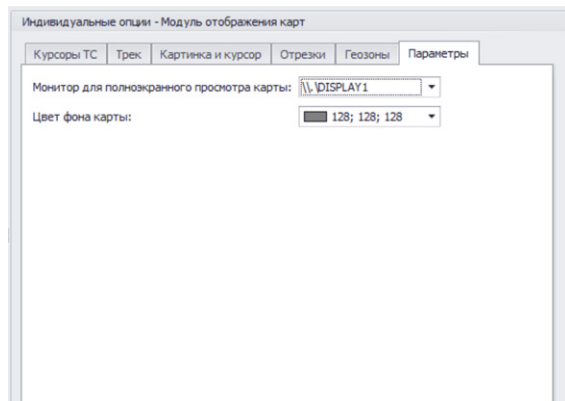 Индивидуальные опции - Модуль отображения карт
Курсоры ТС Трек Картинка и курсор Отрезки Геозоны Параметры
Монитор для полноэкранного просмотра карты: \\.\DISPLAY1
Цвет фона карты: 128; 128; 128